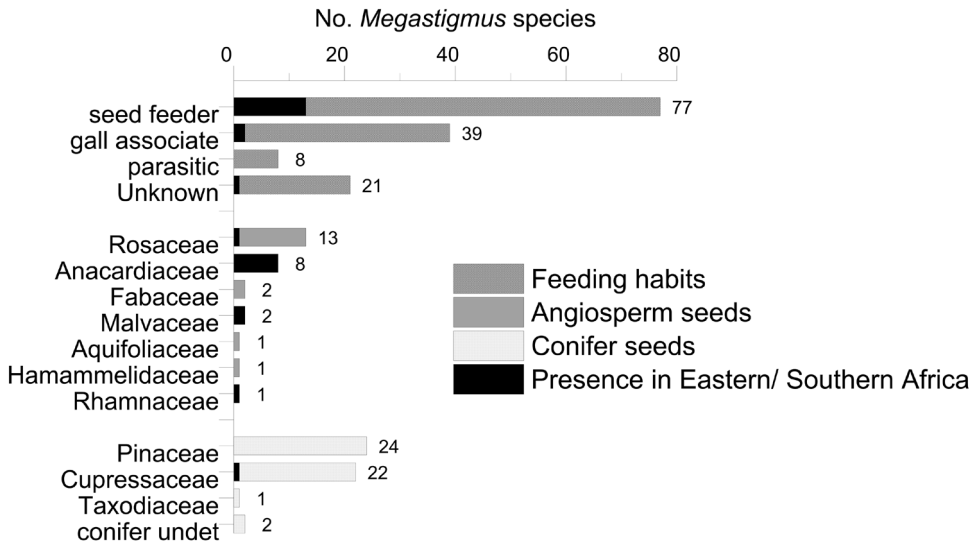 No. Megastigmus species
0 20 40 60 80
seed feeder 77
gall associate 39
parasitic 8
Unknown 21
Rosaceae 13
Anacardiaceae 8
Fabaceae 2
Malvaceae 2
Aquifoliaceae 1
Hamammelidaceae 1
Rhamnaceae 1
Pinaceae 24
Cupressaceae 22
Taxodiaceae 1
conifer undet 2
Feeding habits
Angiosperm seeds
Conifer seeds
Presence in Eastern/ Southern Africa